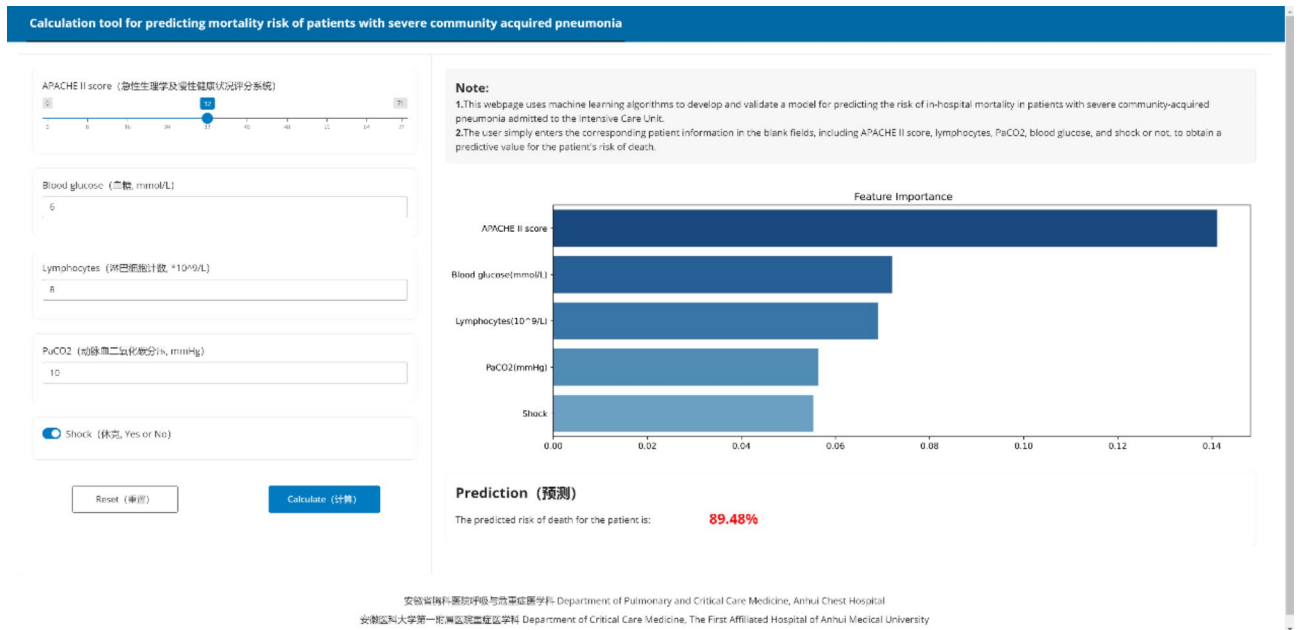 Calculation tool for predicting mortality risk of patients with severe community acquired pneumonia
APACHE II score（急性生理学及慢性健康状况评分系统）
0 71
0 8 16 24 40 48 64 71
Blood glucose（血糖, mmol/L）
6
Lymphocytes（淋巴细胞计数, *10^9/L）
8
PaCO2（动脉血二氧化碳分压, mmHg）
10
Shock（休克, Yes or No）
Reset（重置）
Calculate（计算）
Note:
1.This webpage uses machine learning algorithms to develop and validate a model for predicting the risk of in-hospital mortality in patients with severe community-acquired
pneumonia admitted to the Intensive Care Unit.
2.The user simply enters the corresponding patient information in the blank fields, including APACHE II score, lymphocytes, PaCO2, blood glucose, and shock or not, to obtain a
predictive value for the patient's risk of death.
Feature Importance
APACHE II score
Blood glucose(mmol/L)
Lymphocytes(10^9/L)
PaCO2(mmHg)
Shock
0.00 0.02 0.04 0.06 0.08 0.10 0.12 0.14
Prediction（预测）
The predicted risk of death for the patient is: 89.48%
安徽省胸科医院呼吸与危重症医学科 Department of Pulmonary and Critical Care Medicine, Anhui Chest Hospital
安徽医科大学第一附属医院重症医学科 Department of Critical Care Medicine, The First Affiliated Hospital of Anhui Medical University